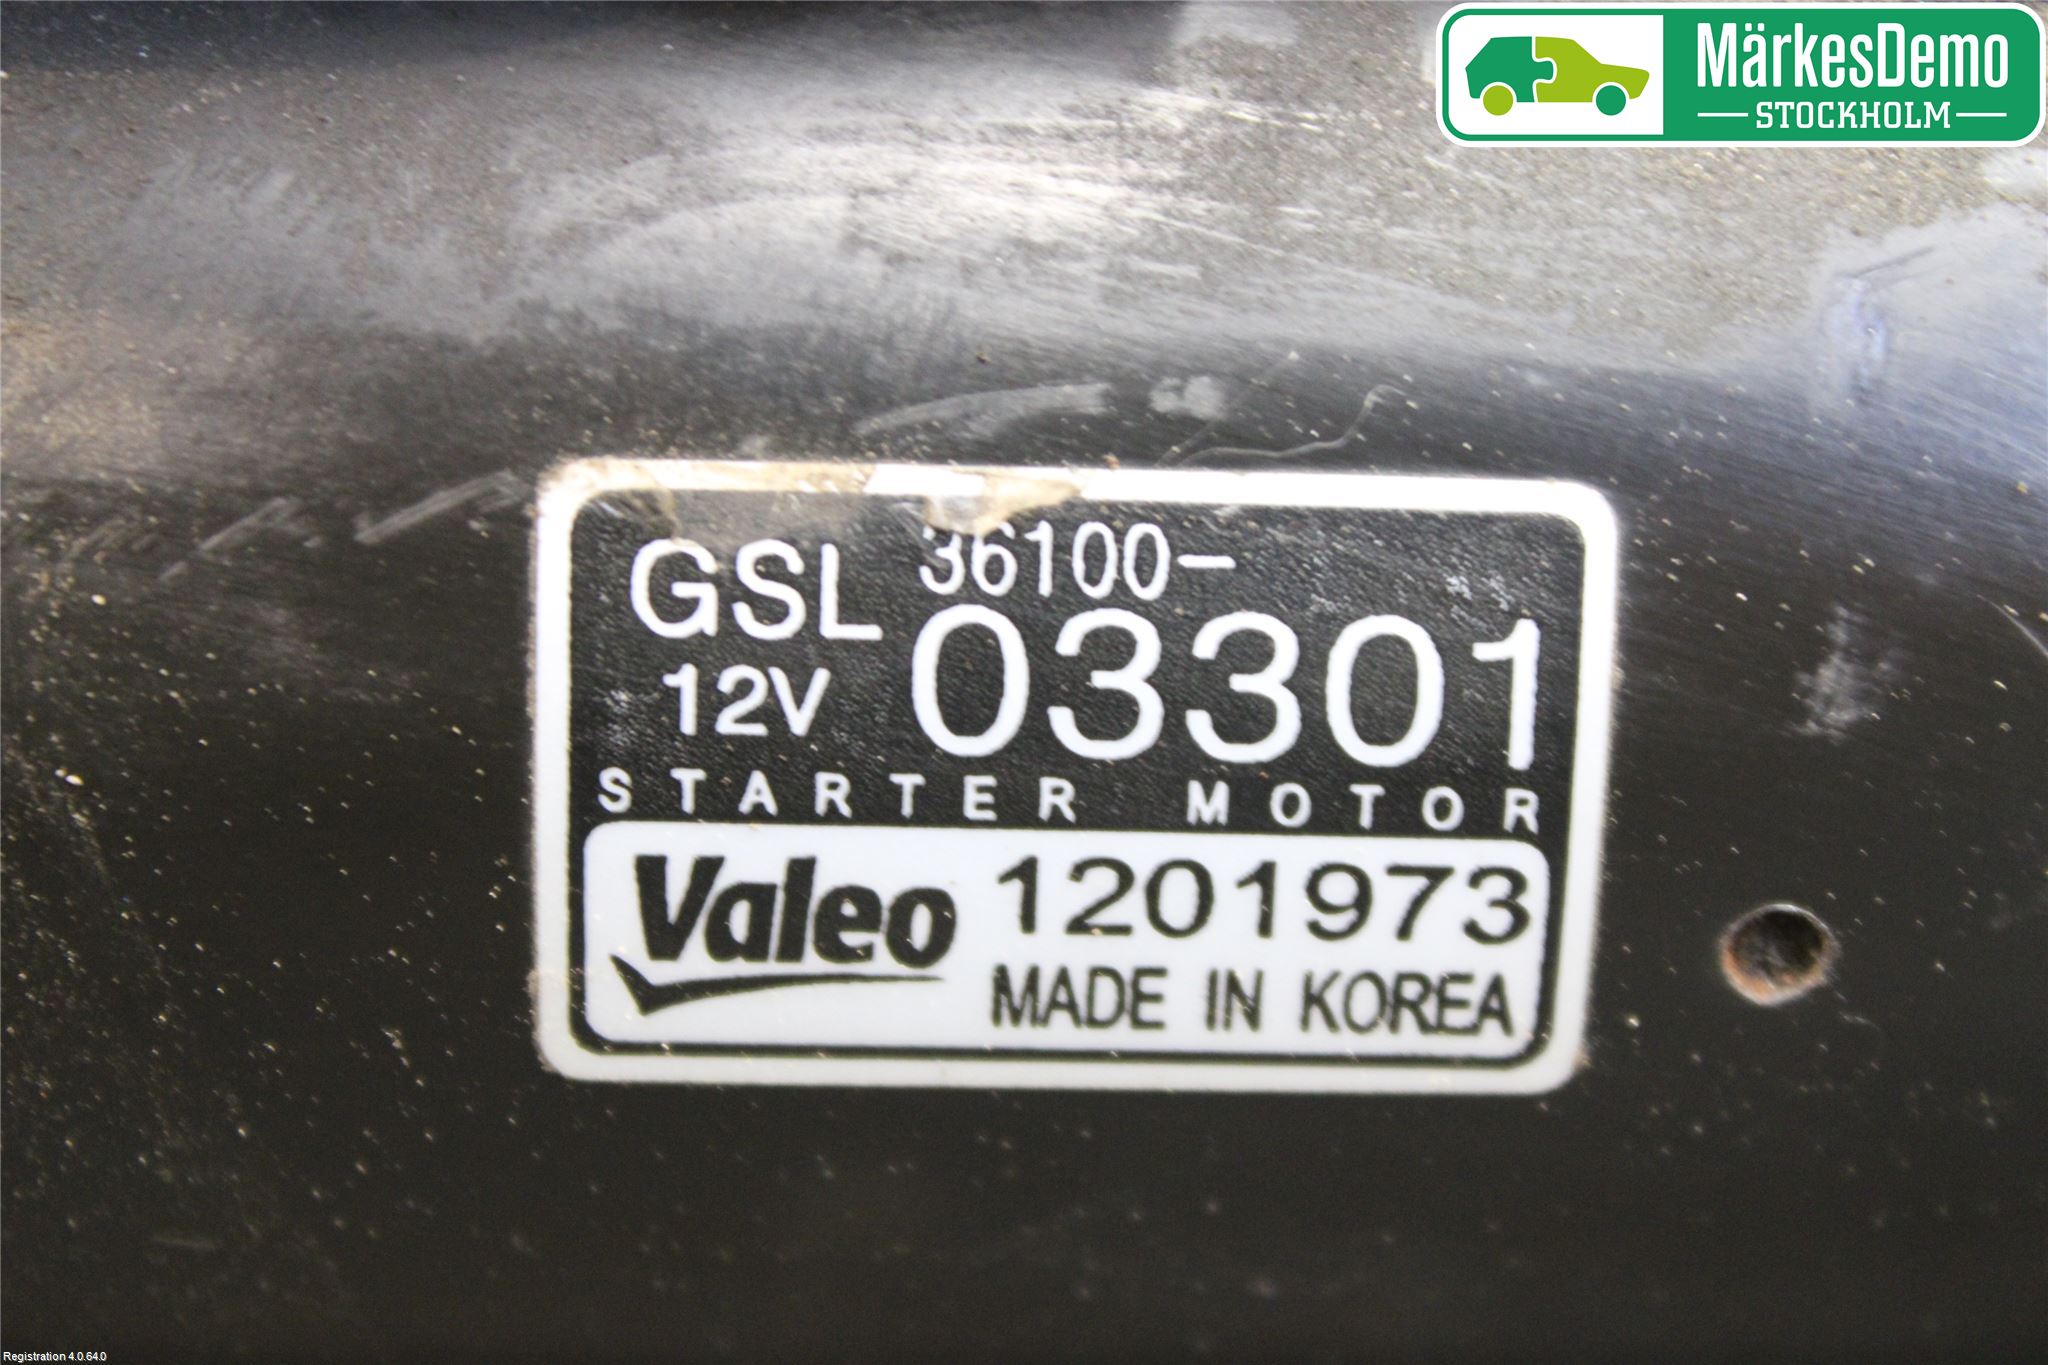 MärkesDemo
STOCKHOLM
GSL 36100-
12V 03301
STARTER MOTOR
Valeo 1201973
MADE IN KOREA
Registration 4.0.64.0